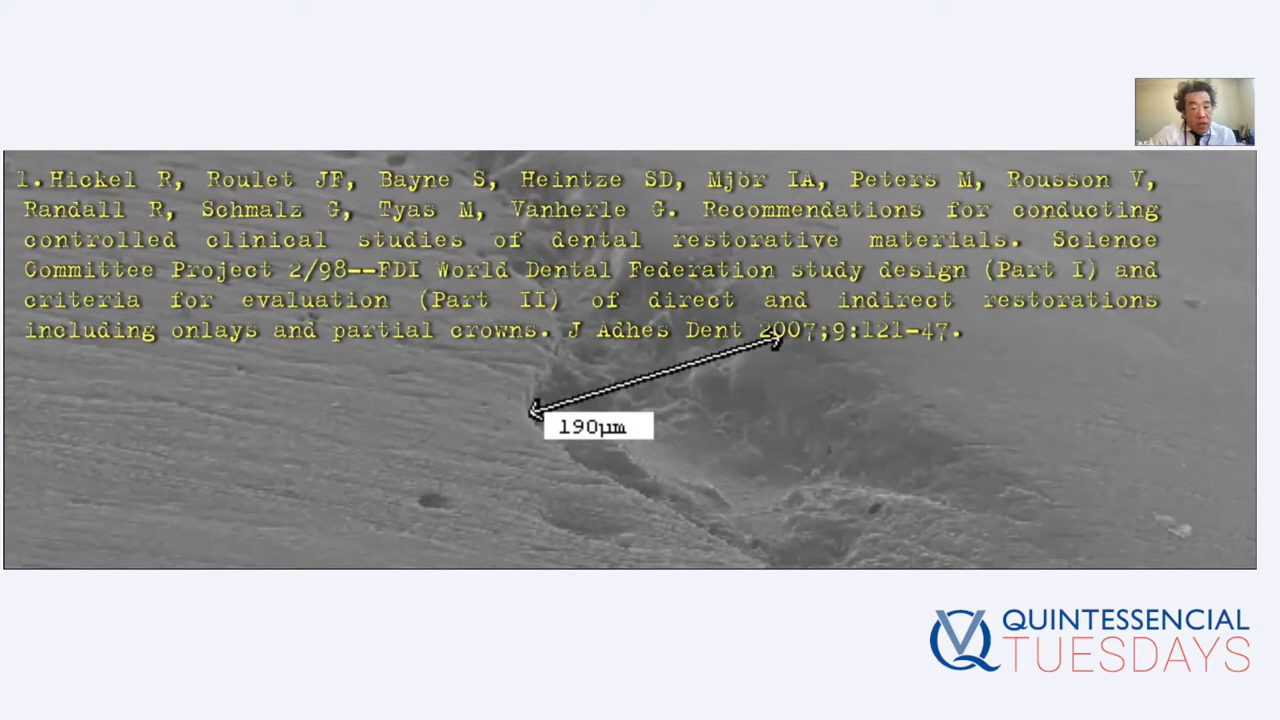 1. Hickel R, Roulet JF, Bayne S, Heintze SD, Mjör IA, Peters M, Rousson V,
Randall R, Schmalz G, Tyas M, Vanherle G. Recommendations for conducting
controlled clinical studies of dental restorative materials. Science
Committee Project 2/98--FDI World Dental Federation study design (Part I) and
criteria for evaluation (Part II) of direct and indirect restorations
including onlays and partial crowns. J Adhes Dent 2007;9:121-47.
190µm
QUINTESSENCIAL
TUESDAYS